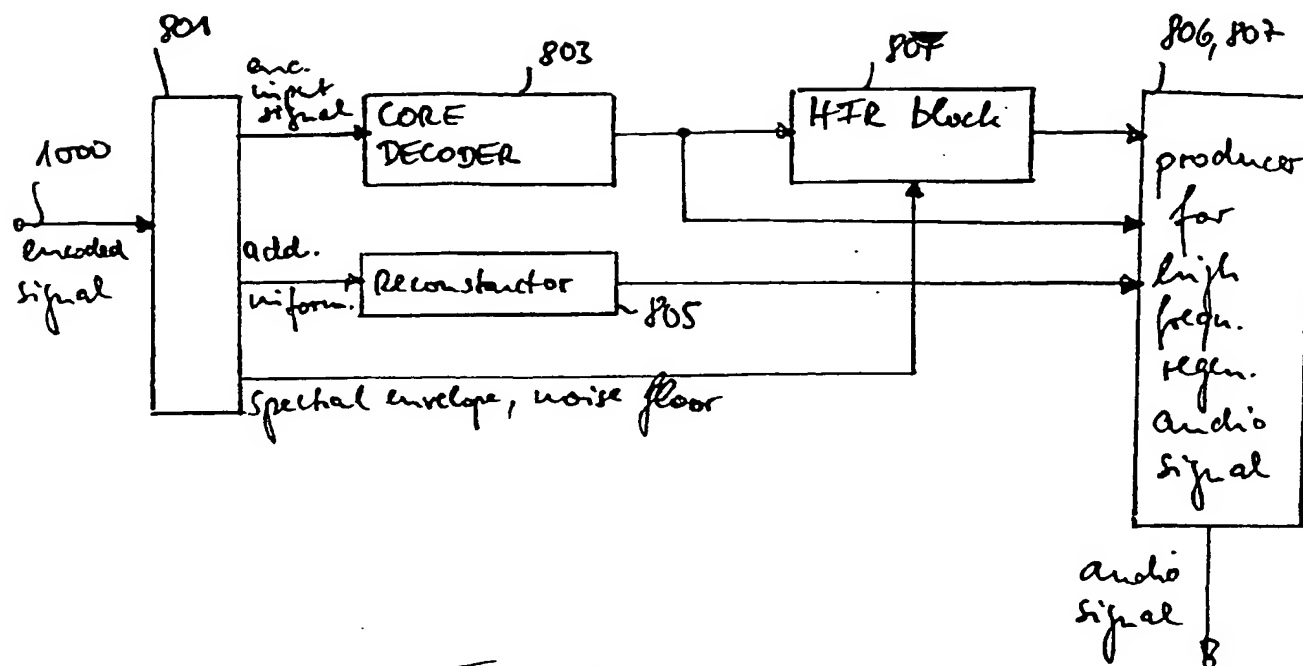 801
803
807
806, 807
1000
encoded
signal
enc.
input
signal
CORE
DECODER
HFR block
add.
inform.
Reconstuctor
805
spectral envelope, noise floor
producer
for
high
frequ.
regen.
audio
signal
audio
signal